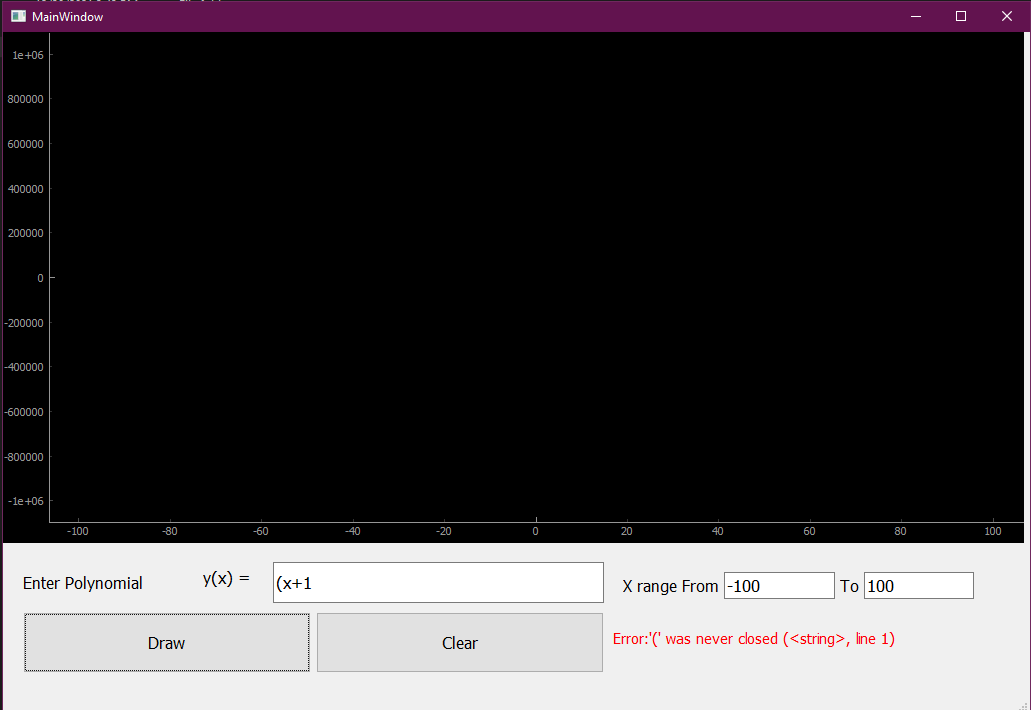 MainWindow
1e+06
800000
600000
400000
200000
0
-200000
-400000
-600000
-800000
-1e+06
-100 -80 -60 -40 -20 0 20 40 60 80 100
Enter Polynomial y(x) = (x+1 X range From -100 To 100
Draw Clear Error:'(' was never closed (<string>, line 1)